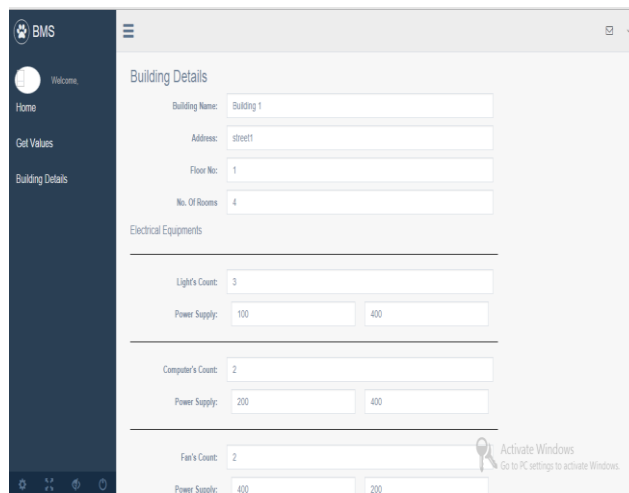 BMS
Welcome,
Home
Get Values
Building Details
Building Details
Building Name: Building 1
Address: street1
Floor No: 1
No. Of Rooms 4
Electrical Equipments
Light's Count: 3
Power Supply: 100 400
Computer's Count: 2
Power Supply: 200 400
Fan's Count: 2
Power Supply: 400 200
Activate Windows
Go to PC settings to activate Windows.